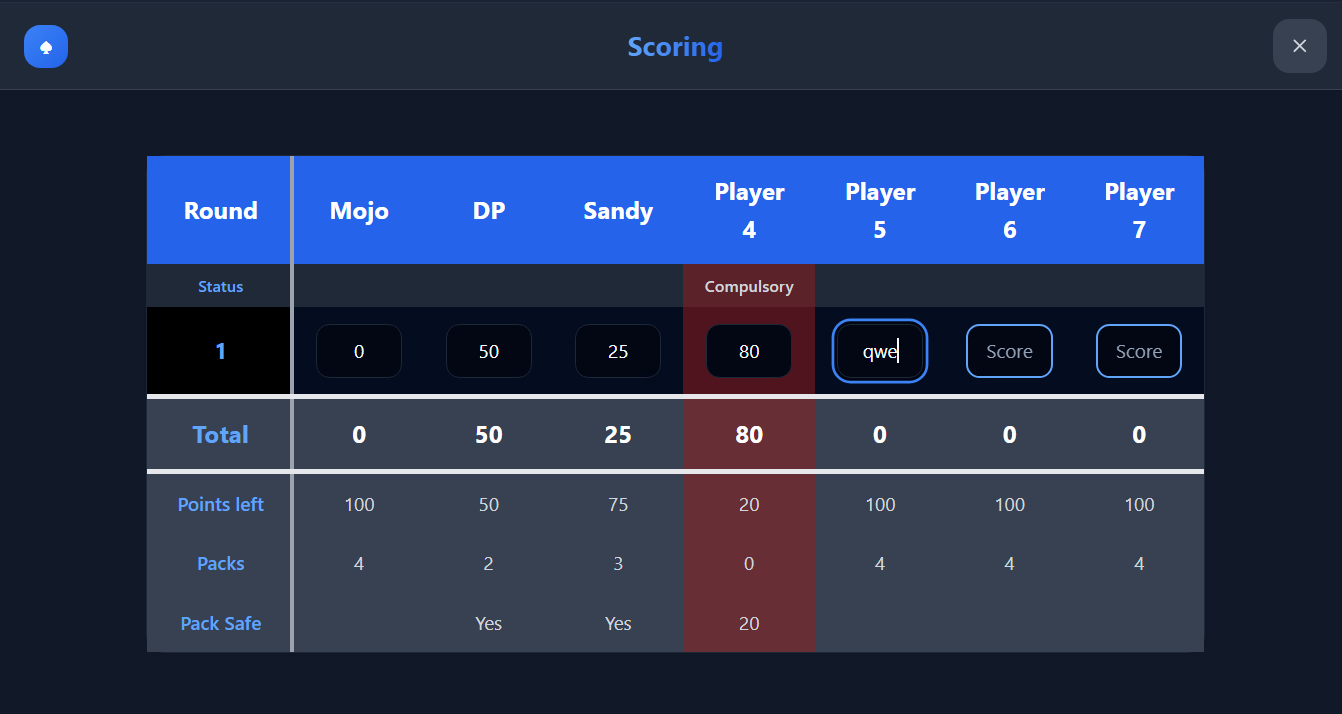 Scoring
Round Mojo DP Sandy Player 4 Player 5 Player 6 Player 7
Status Compulsory
1 0 50 25 80 qwe Score Score
Total 0 50 25 80 0 0 0
Points left 100 50 75 20 100 100 100
Packs 4 2 3 0 4 4 4
Pack Safe Yes Yes 20